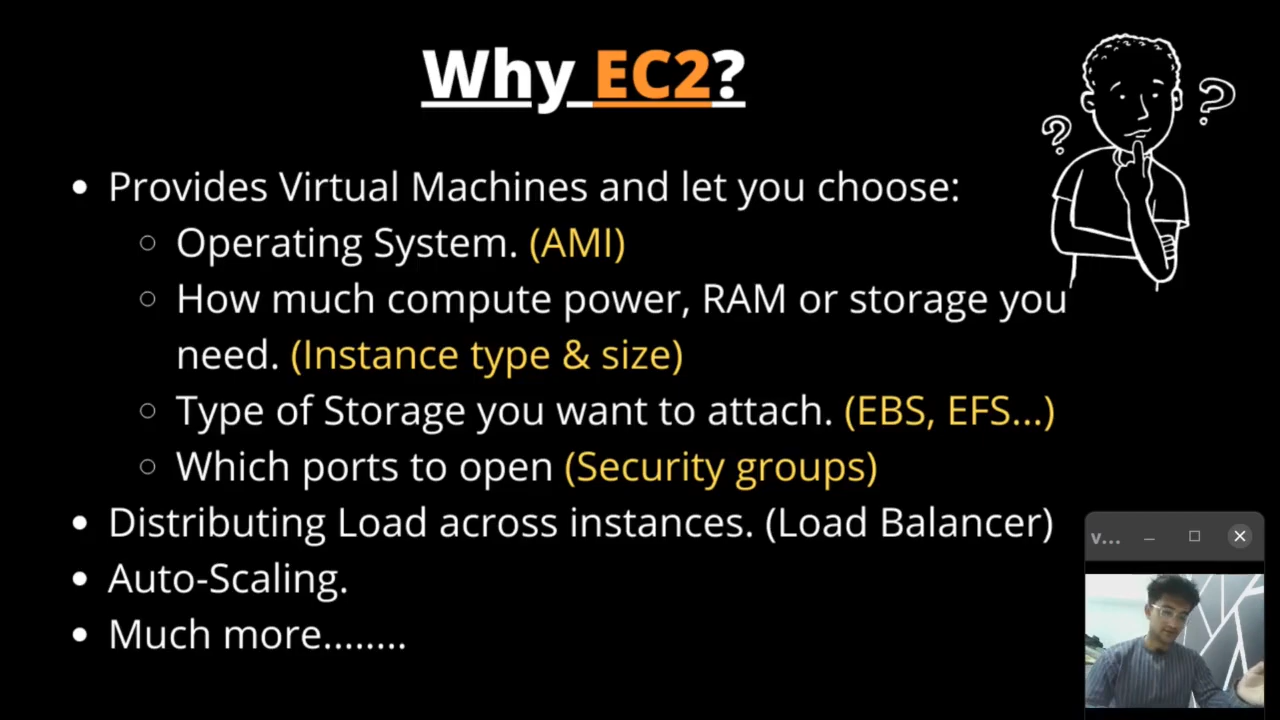 Why EC2?
? ?
• Provides Virtual Machines and let you choose:
○ Operating System. (AMI)
○ How much compute power, RAM or storage you
need. (Instance type & size)
○ Type of Storage you want to attach. (EBS, EFS...)
○ Which ports to open (Security groups)
• Distributing Load across instances. (Load Balancer)
• Auto-Scaling.
• Much more........
v...